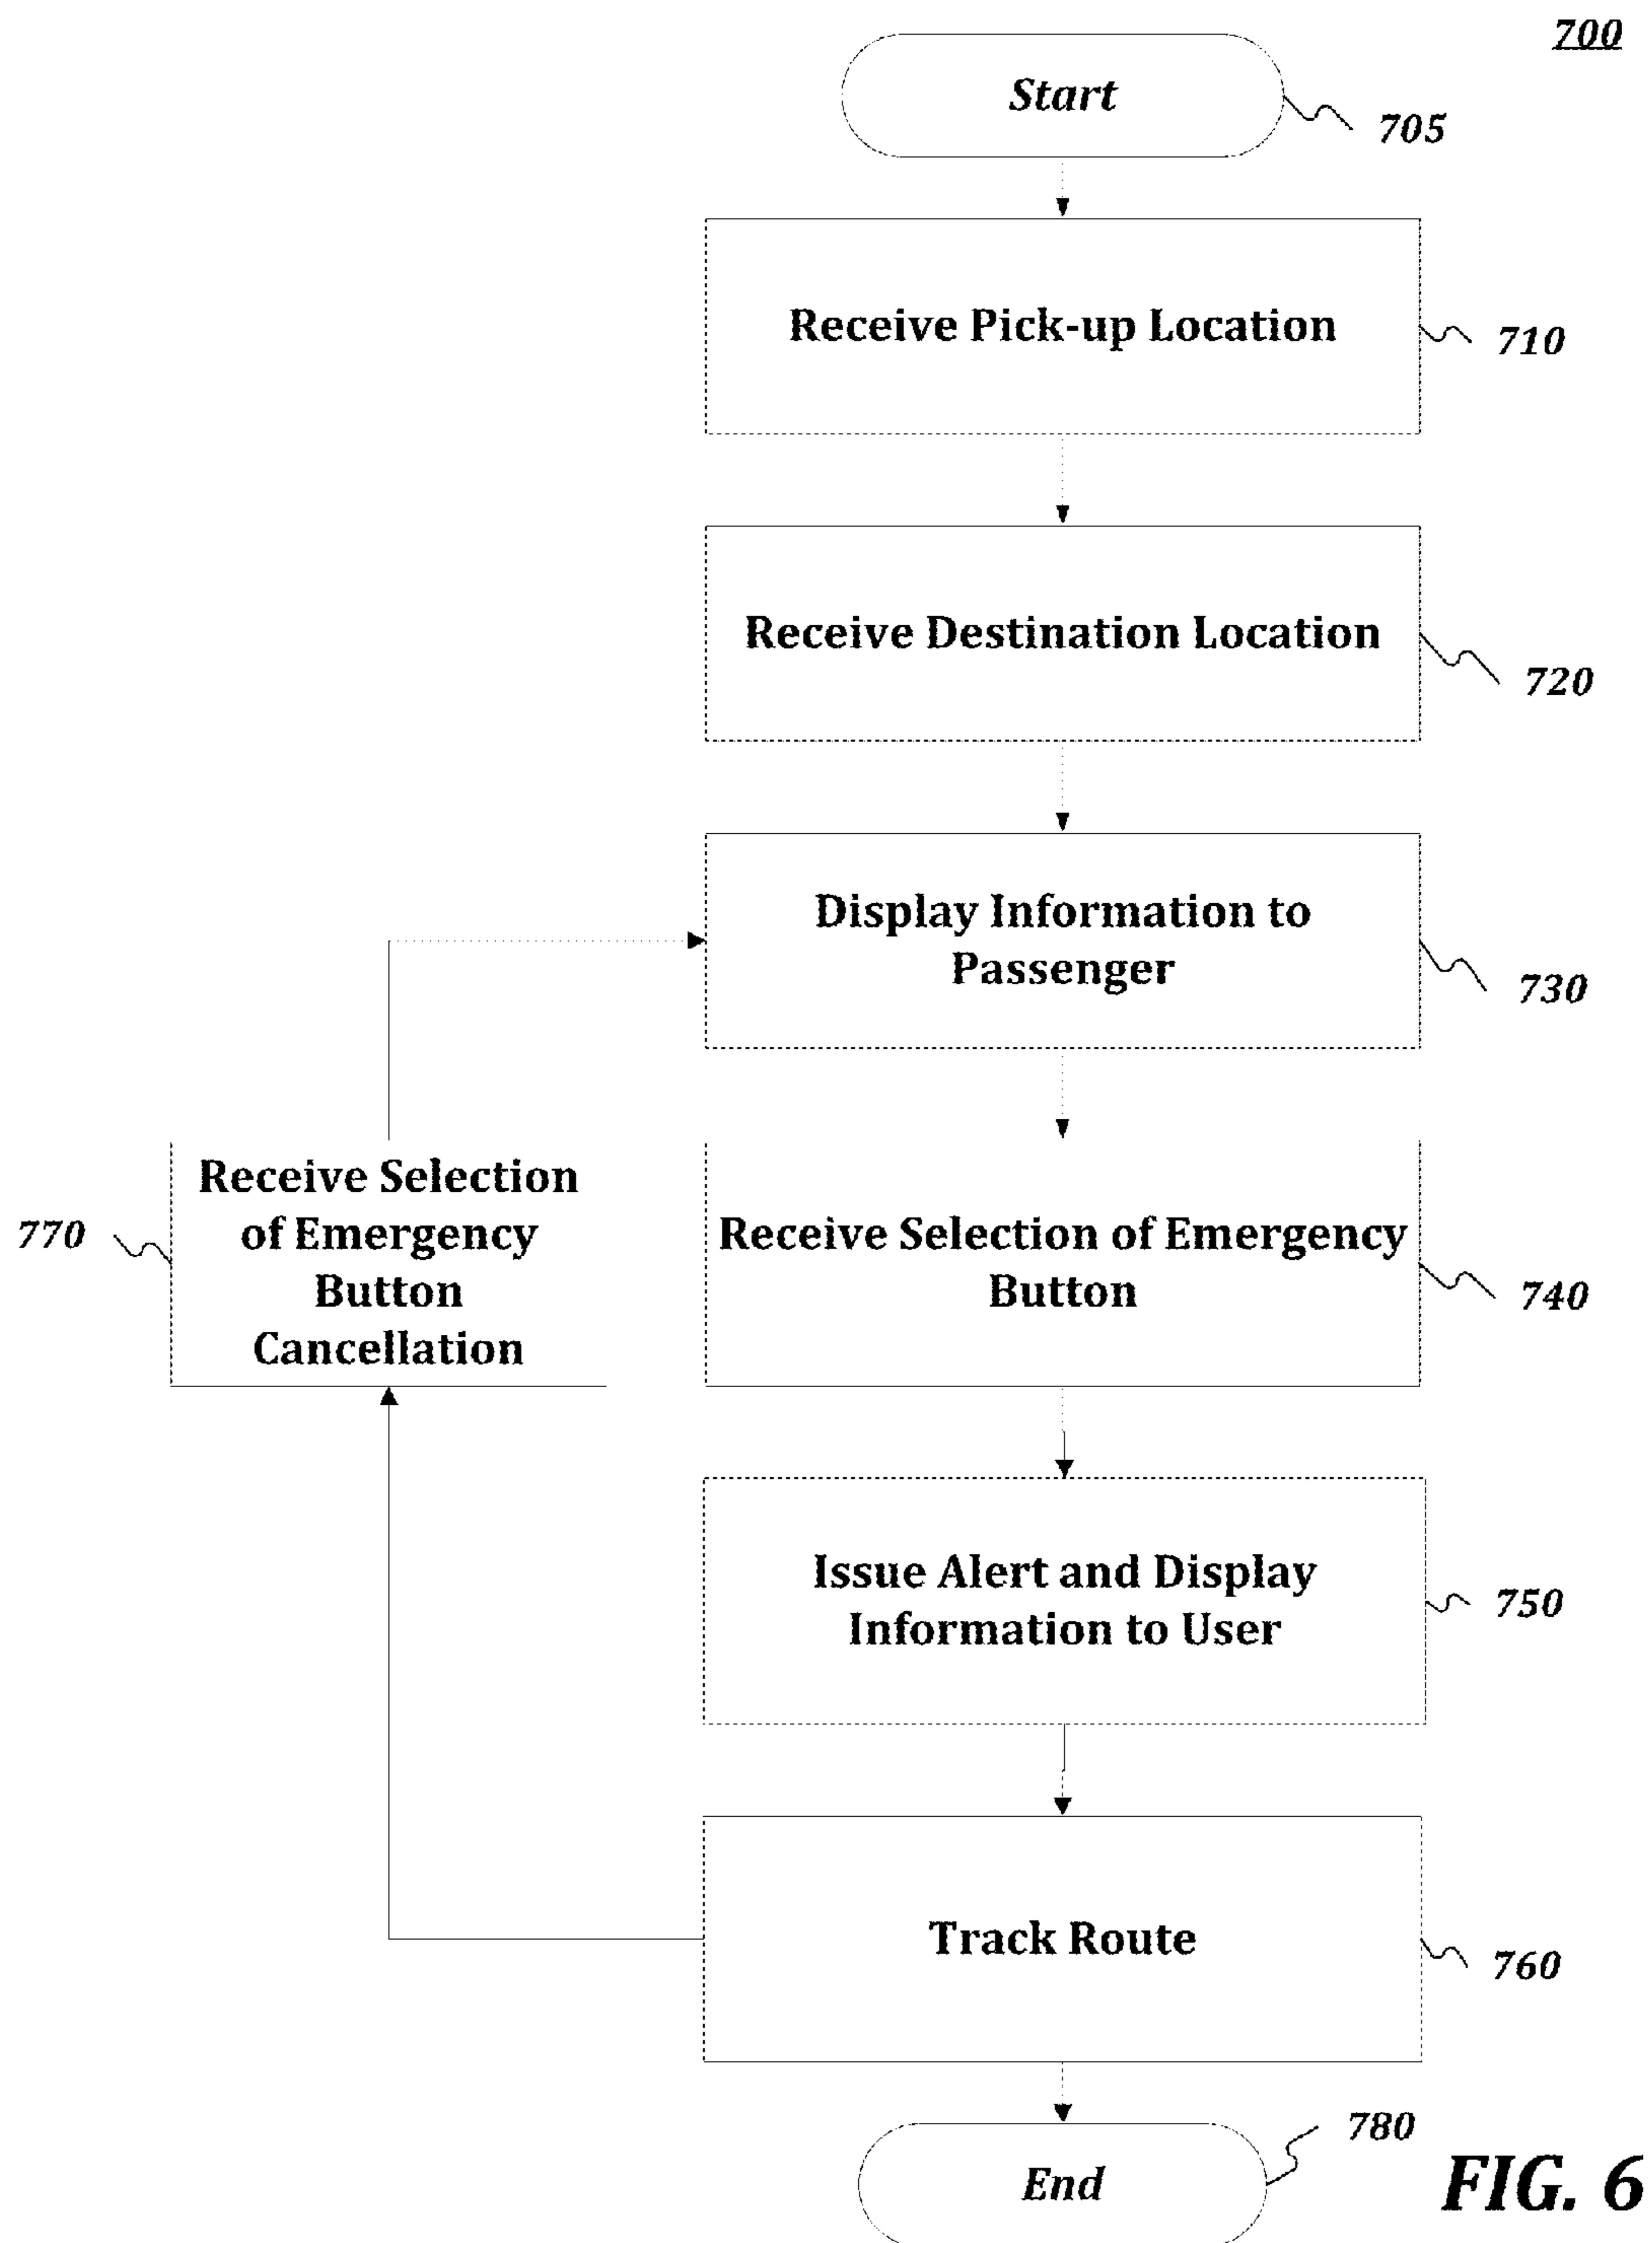 700
Start
705
Receive Pick-up Location
710
Receive Destination Location
720
Display Information to
Passenger
730
Receive Selection
of Emergency
Button
Cancellation
770
Receive Selection of Emergency
Button
740
Issue Alert and Display
Information to User
750
Track Route
760
End
780
FIG. 6